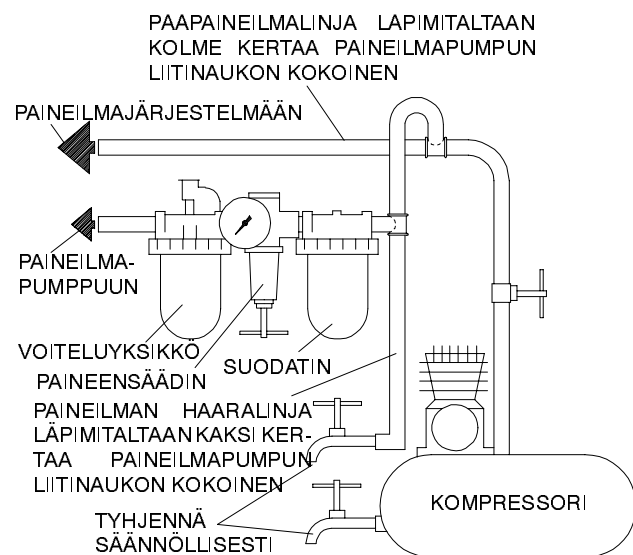 PAAPAINEILMALINJA LAPIMITALTAAN
KOLME KERTAA PAINEILMAPUMPUN
LIITINAUKON KOKOINEN
PAINEILMAJÄRJESTELMÄÄN
PAINEILMA-
PUMPPUUN
VOITELUYKSIKKÖ
SUODATIN
PAINEENSÄÄDIN
PAINEILMAN HAARALINJA
LÄPIMITALTAAN KAKSI KER-
TAA PAINEILMAPUMPUN
LIITINAUKON KOKOINEN
KOMPRESSORI
TYHJENNÄ
SÄÄNNÖLLISESTI